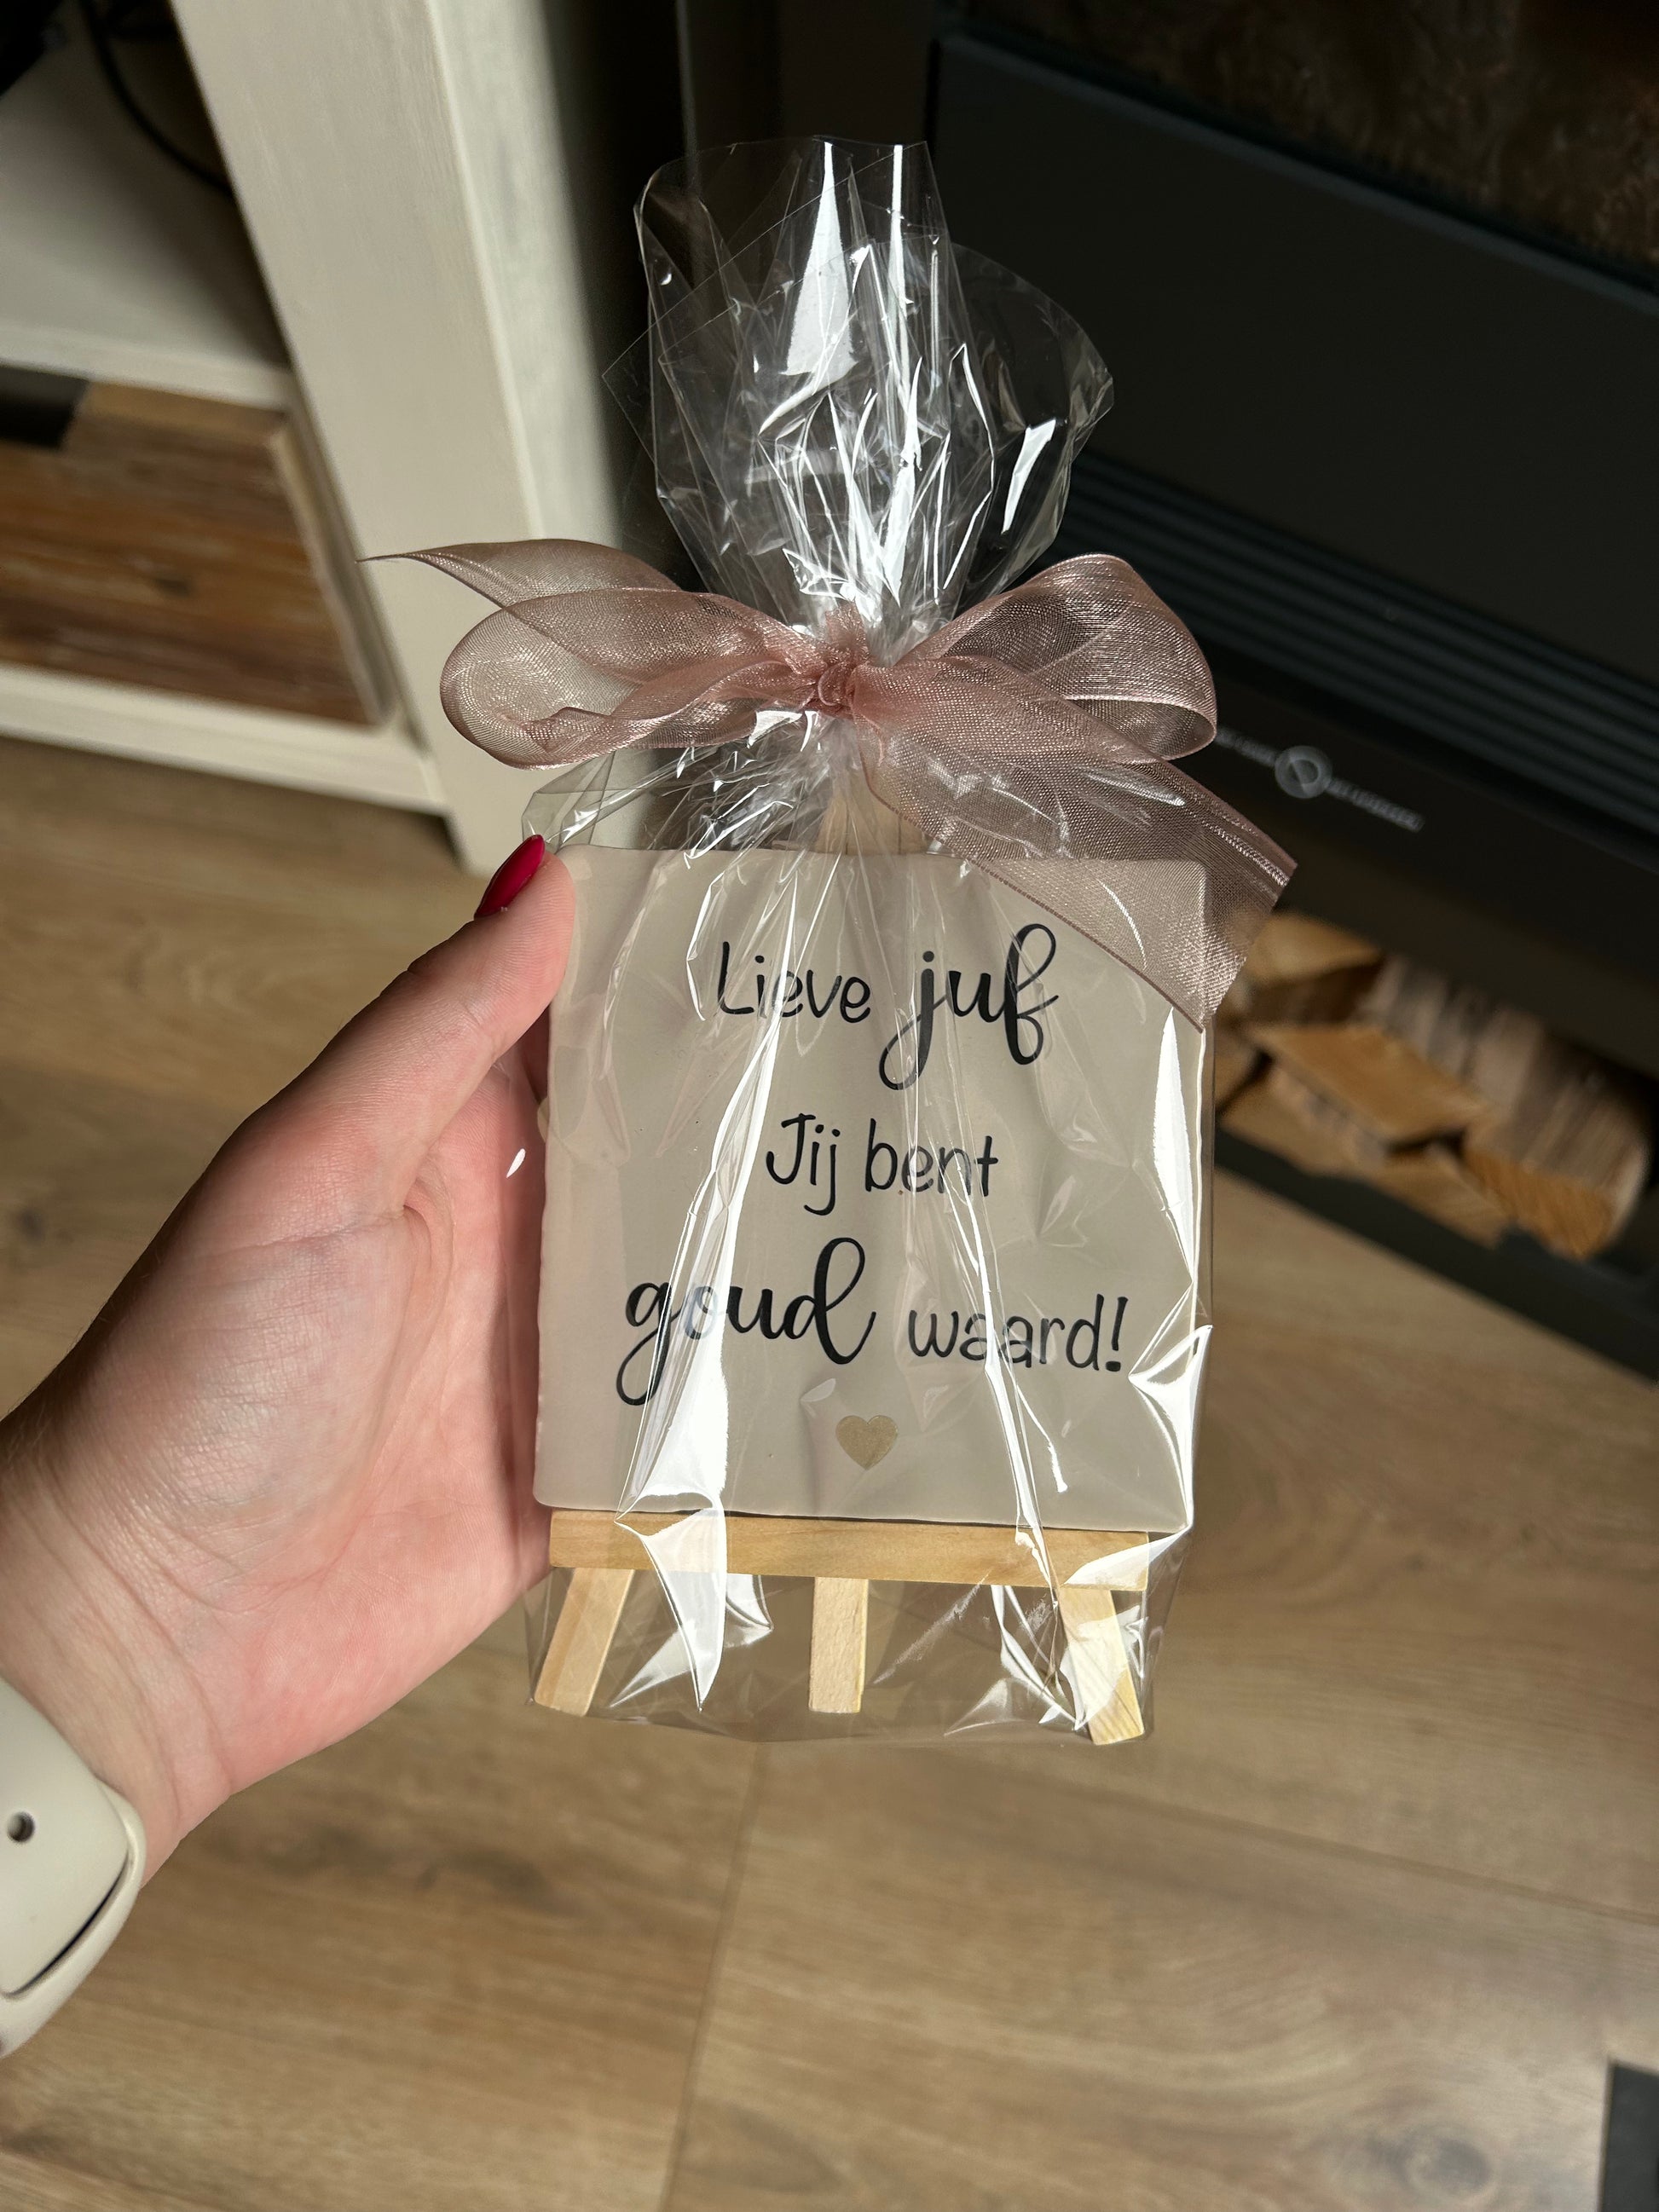 Lieve juf
Jij bent
goud waard!